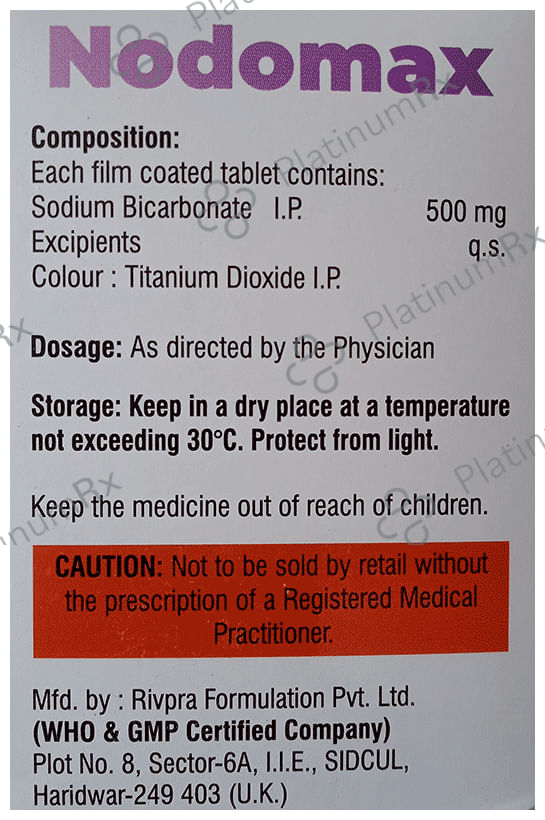 Nodomax
Composition:
Each film coated tablet contains:
Sodium Bicarbonate I.P. 500 mg
Excipients q.s.
Colour : Titanium Dioxide I.P.
Dosage: As directed by the Physician
Storage: Keep in a dry place at a temperature
not exceeding 30°C. Protect from light.
Keep the medicine out of reach of children.
CAUTION: Not to be sold by retail without
the prescription of a Registered Medical
Practitioner.
Mfd. by : Rivpra Formulation Pvt. Ltd.
(WHO & GMP Certified Company)
Plot No. 8, Sector-6A, I.I.E., SIDCUL,
Haridwar-249 403 (U.K.)
PlatinumRx
PlatinumRx